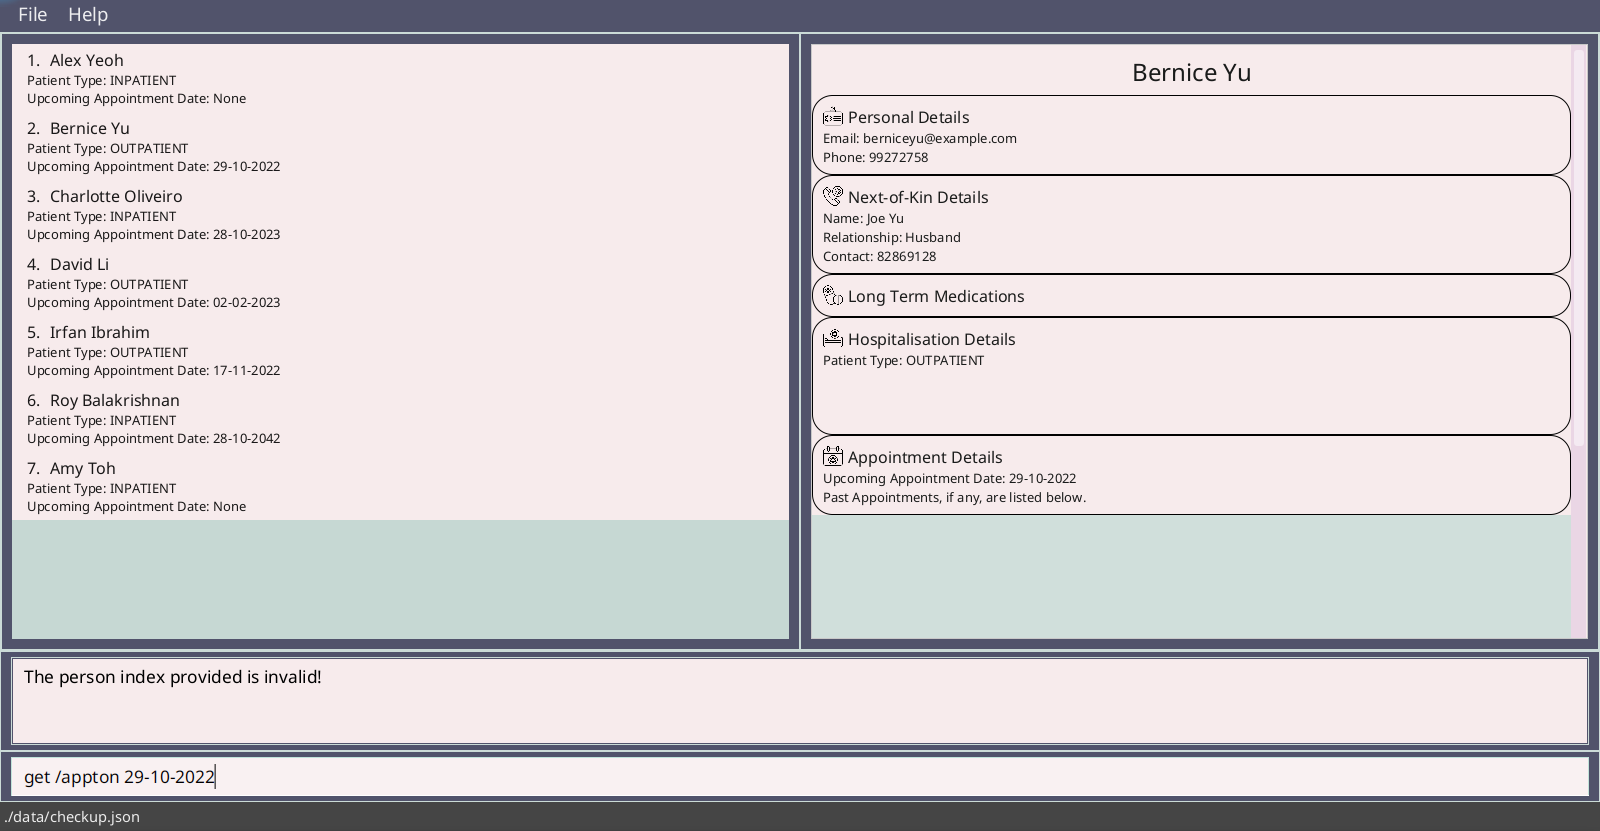 File Help
1. Alex Yeoh
Patient Type: INPATIENT
Upcoming Appointment Date: None
2. Bernice Yu
Patient Type: OUTPATIENT
Upcoming Appointment Date: 29-10-2022
3. Charlotte Oliveiro
Patient Type: INPATIENT
Upcoming Appointment Date: 28-10-2023
4. David Li
Patient Type: OUTPATIENT
Upcoming Appointment Date: 02-02-2023
5. Irfan Ibrahim
Patient Type: OUTPATIENT
Upcoming Appointment Date: 17-11-2022
6. Roy Balakrishnan
Patient Type: INPATIENT
Upcoming Appointment Date: 28-10-2042
7. Amy Toh
Patient Type: INPATIENT
Upcoming Appointment Date: None
Bernice Yu
Personal Details
Email: berniceyu@example.com
Phone: 99272758
Next-of-Kin Details
Name: Joe Yu
Relationship: Husband
Contact: 82869128
Long Term Medications
Hospitalisation Details
Patient Type: OUTPATIENT
Appointment Details
Upcoming Appointment Date: 29-10-2022
Past Appointments, if any, are listed below.
The person index provided is invalid!
get /appton 29-10-2022
./data/checkup.json